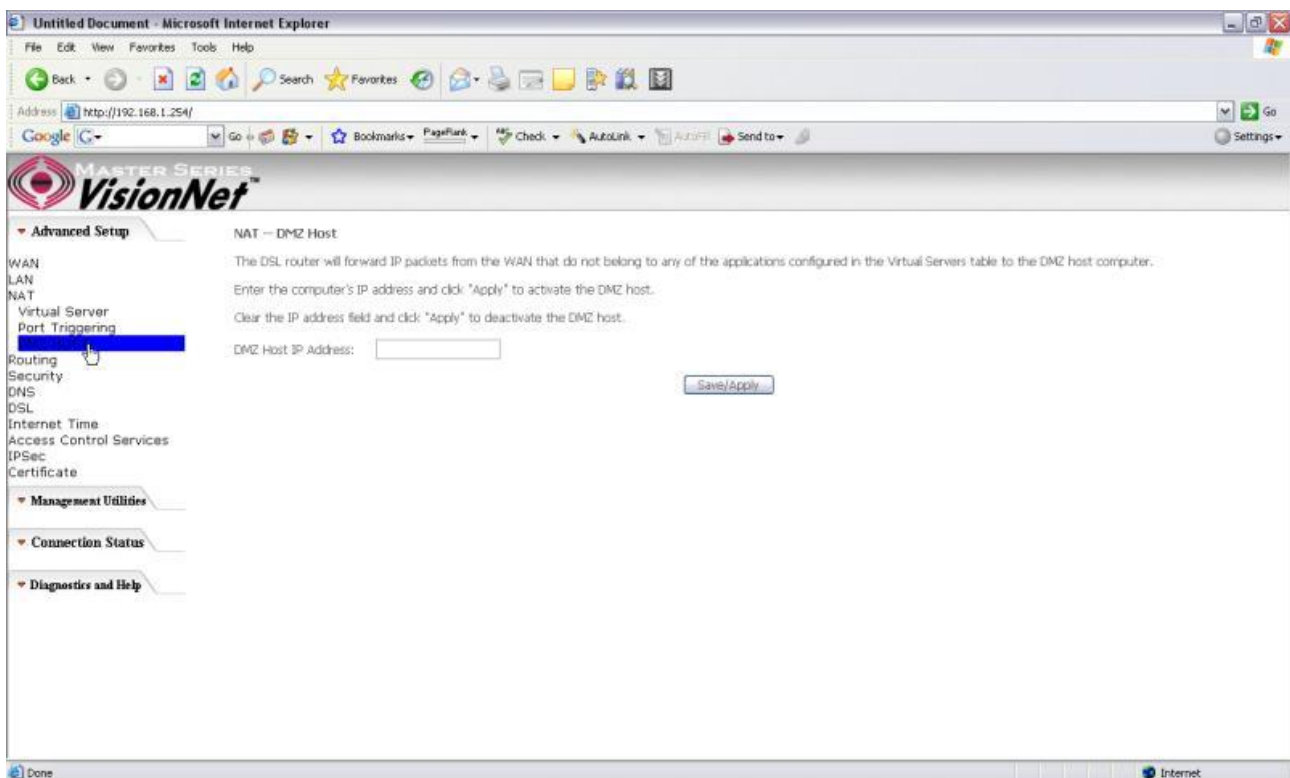 Untitled Document - Microsoft Internet Explorer
File Edit View Favorites Tools Help
Back Search Favorites
Address http://192.168.1.254/ Go
Google G Go Bookmarks PageRank Check AutoLink AutoFill Send to Settings
MASTER SERIES
VisionNet™
Advanced Setup
WAN
LAN
NAT
Virtual Server
Port Triggering
Routing
Security
DNS
DSL
Internet Time
Access Control Services
IPSec
Certificate
Management Utilities
Connection Status
Diagnostics and Help
NAT -- DMZ Host
The DSL router will forward IP packets from the WAN that do not belong to any of the applications configured in the Virtual Servers table to the DMZ host computer.
Enter the computer's IP address and click "Apply" to activate the DMZ host.
Clear the IP address field and click "Apply" to deactivate the DMZ host.
DMZ Host IP Address:
Save/Apply
Done Internet